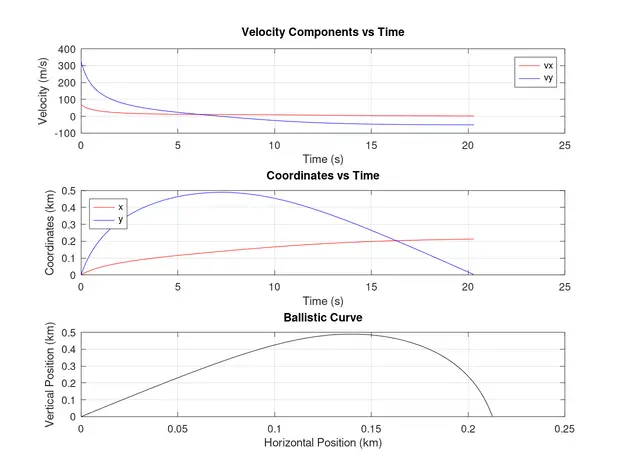 Velocity Components vs Time
Velocity (m/s)
400
300
200
100
0
-100
vx
vy
0 5 10 15 20 25
Time (s)
Coordinates vs Time
Coordinates (km)
0.5
0.4
0.3
0.2
0.1
0
x
y
0 5 10 15 20 25
Time (s)
Ballistic Curve
Vertical Position (km)
0.5
0.4
0.3
0.2
0.1
0
0 0.05 0.1 0.15 0.2 0.25
Horizontal Position (km)